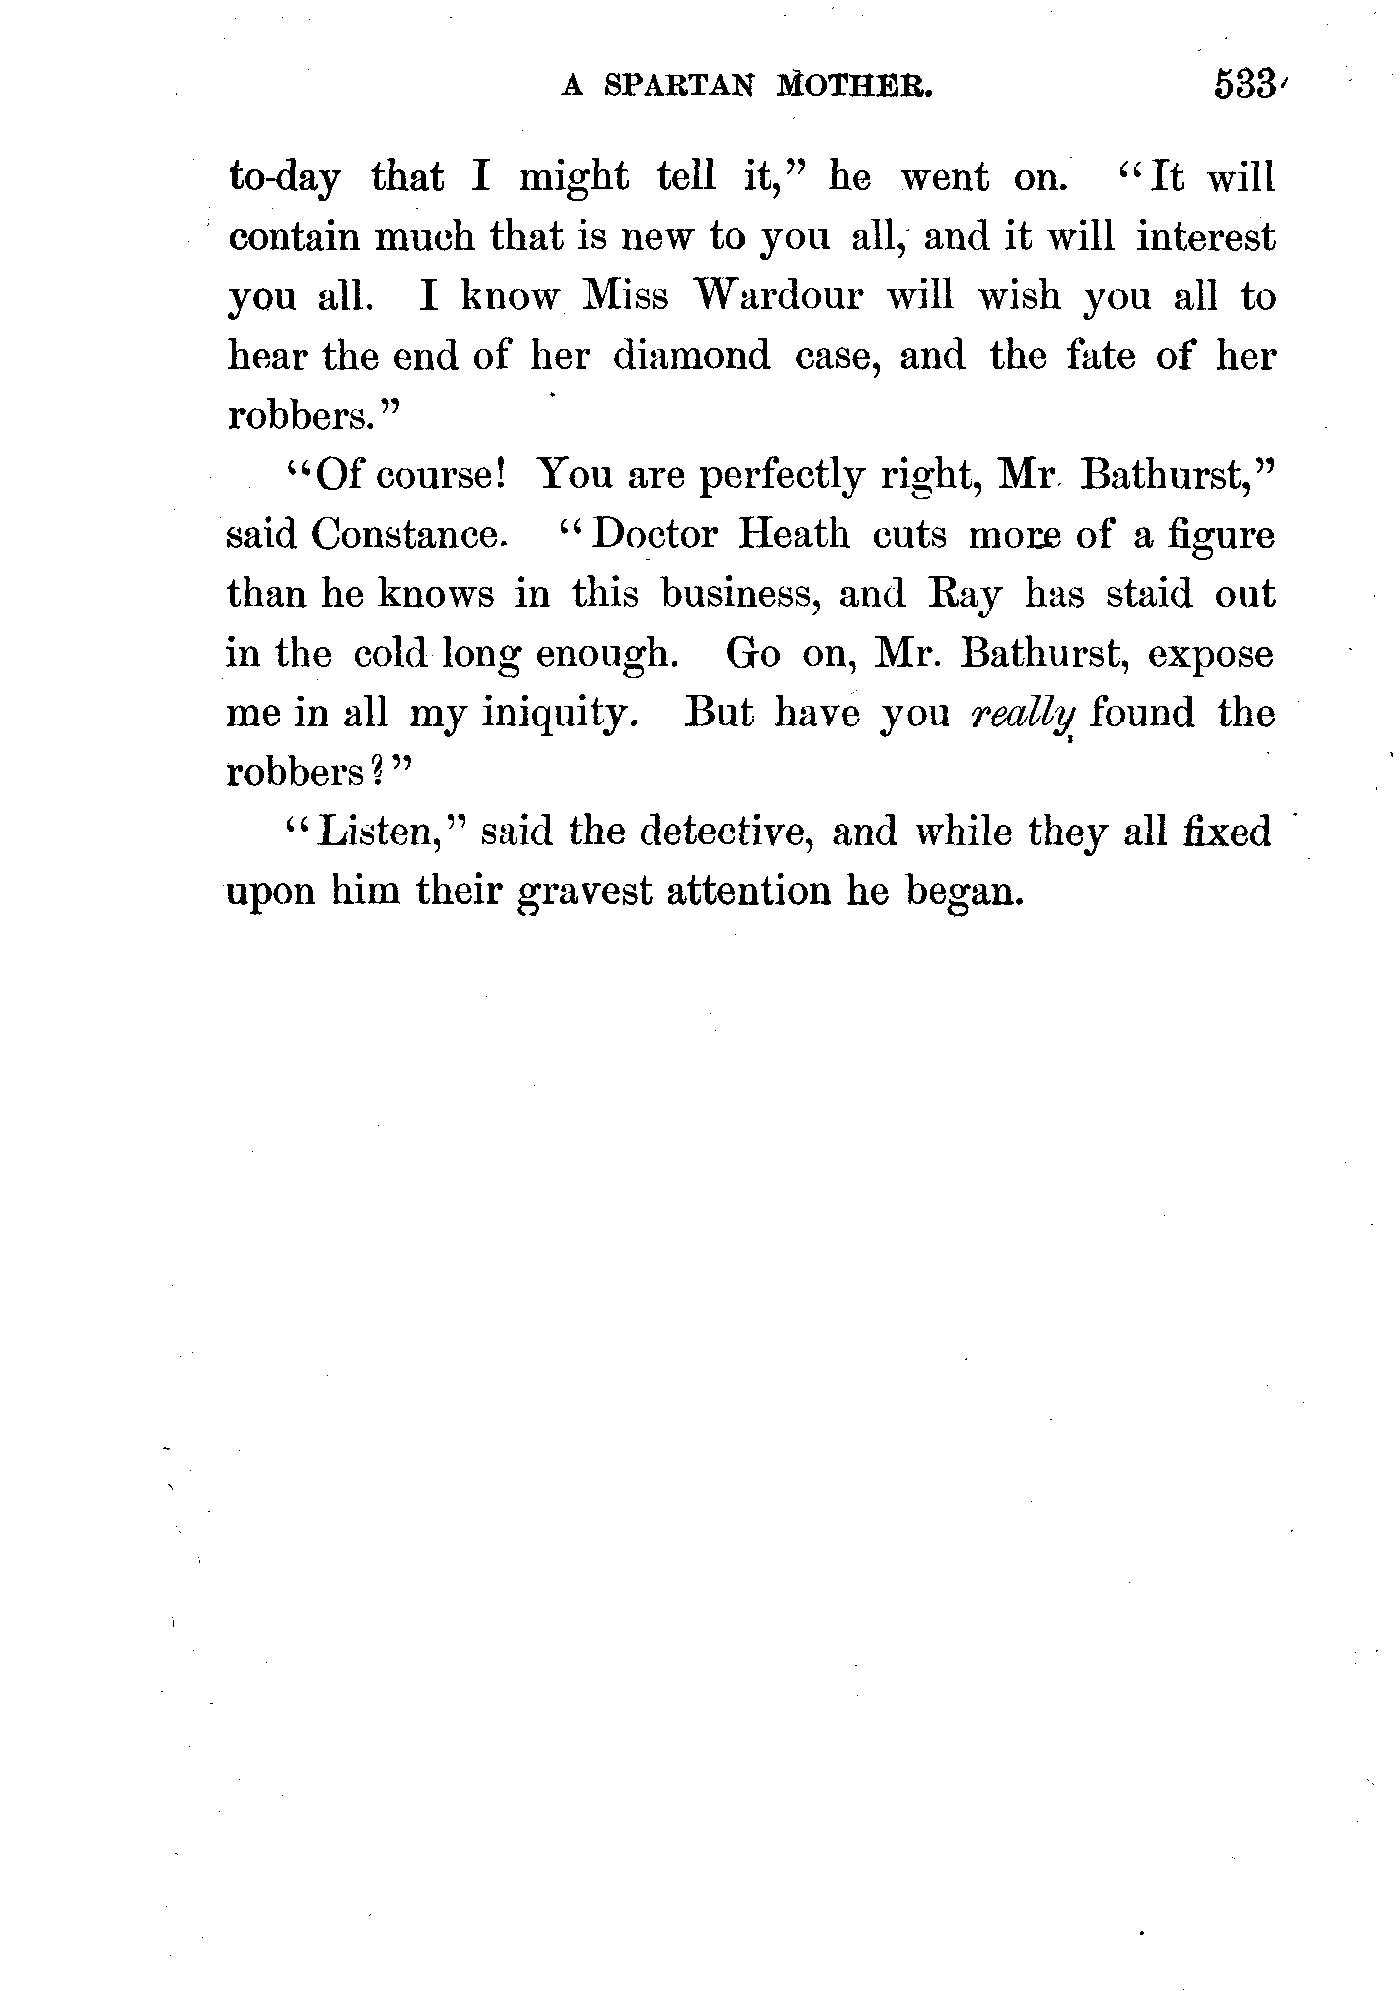 A SPARTAN MOTHER. 533
to-day that I might tell it,” he went on. “It will
contain much that is new to you all, and it will interest
you all. I know Miss Wardour will wish you all to
hear the end of her diamond case, and the fate of her
robbers.”
“Of course! You are perfectly right, Mr. Bathurst,”
said Constance. “Doctor Heath cuts more of a figure
than he knows in this business, and Ray has staid out
in the cold long enough. Go on, Mr. Bathurst, expose
me in all my iniquity. But have you really found the
robbers?”
“Listen,” said the detective, and while they all fixed
upon him their gravest attention he began.